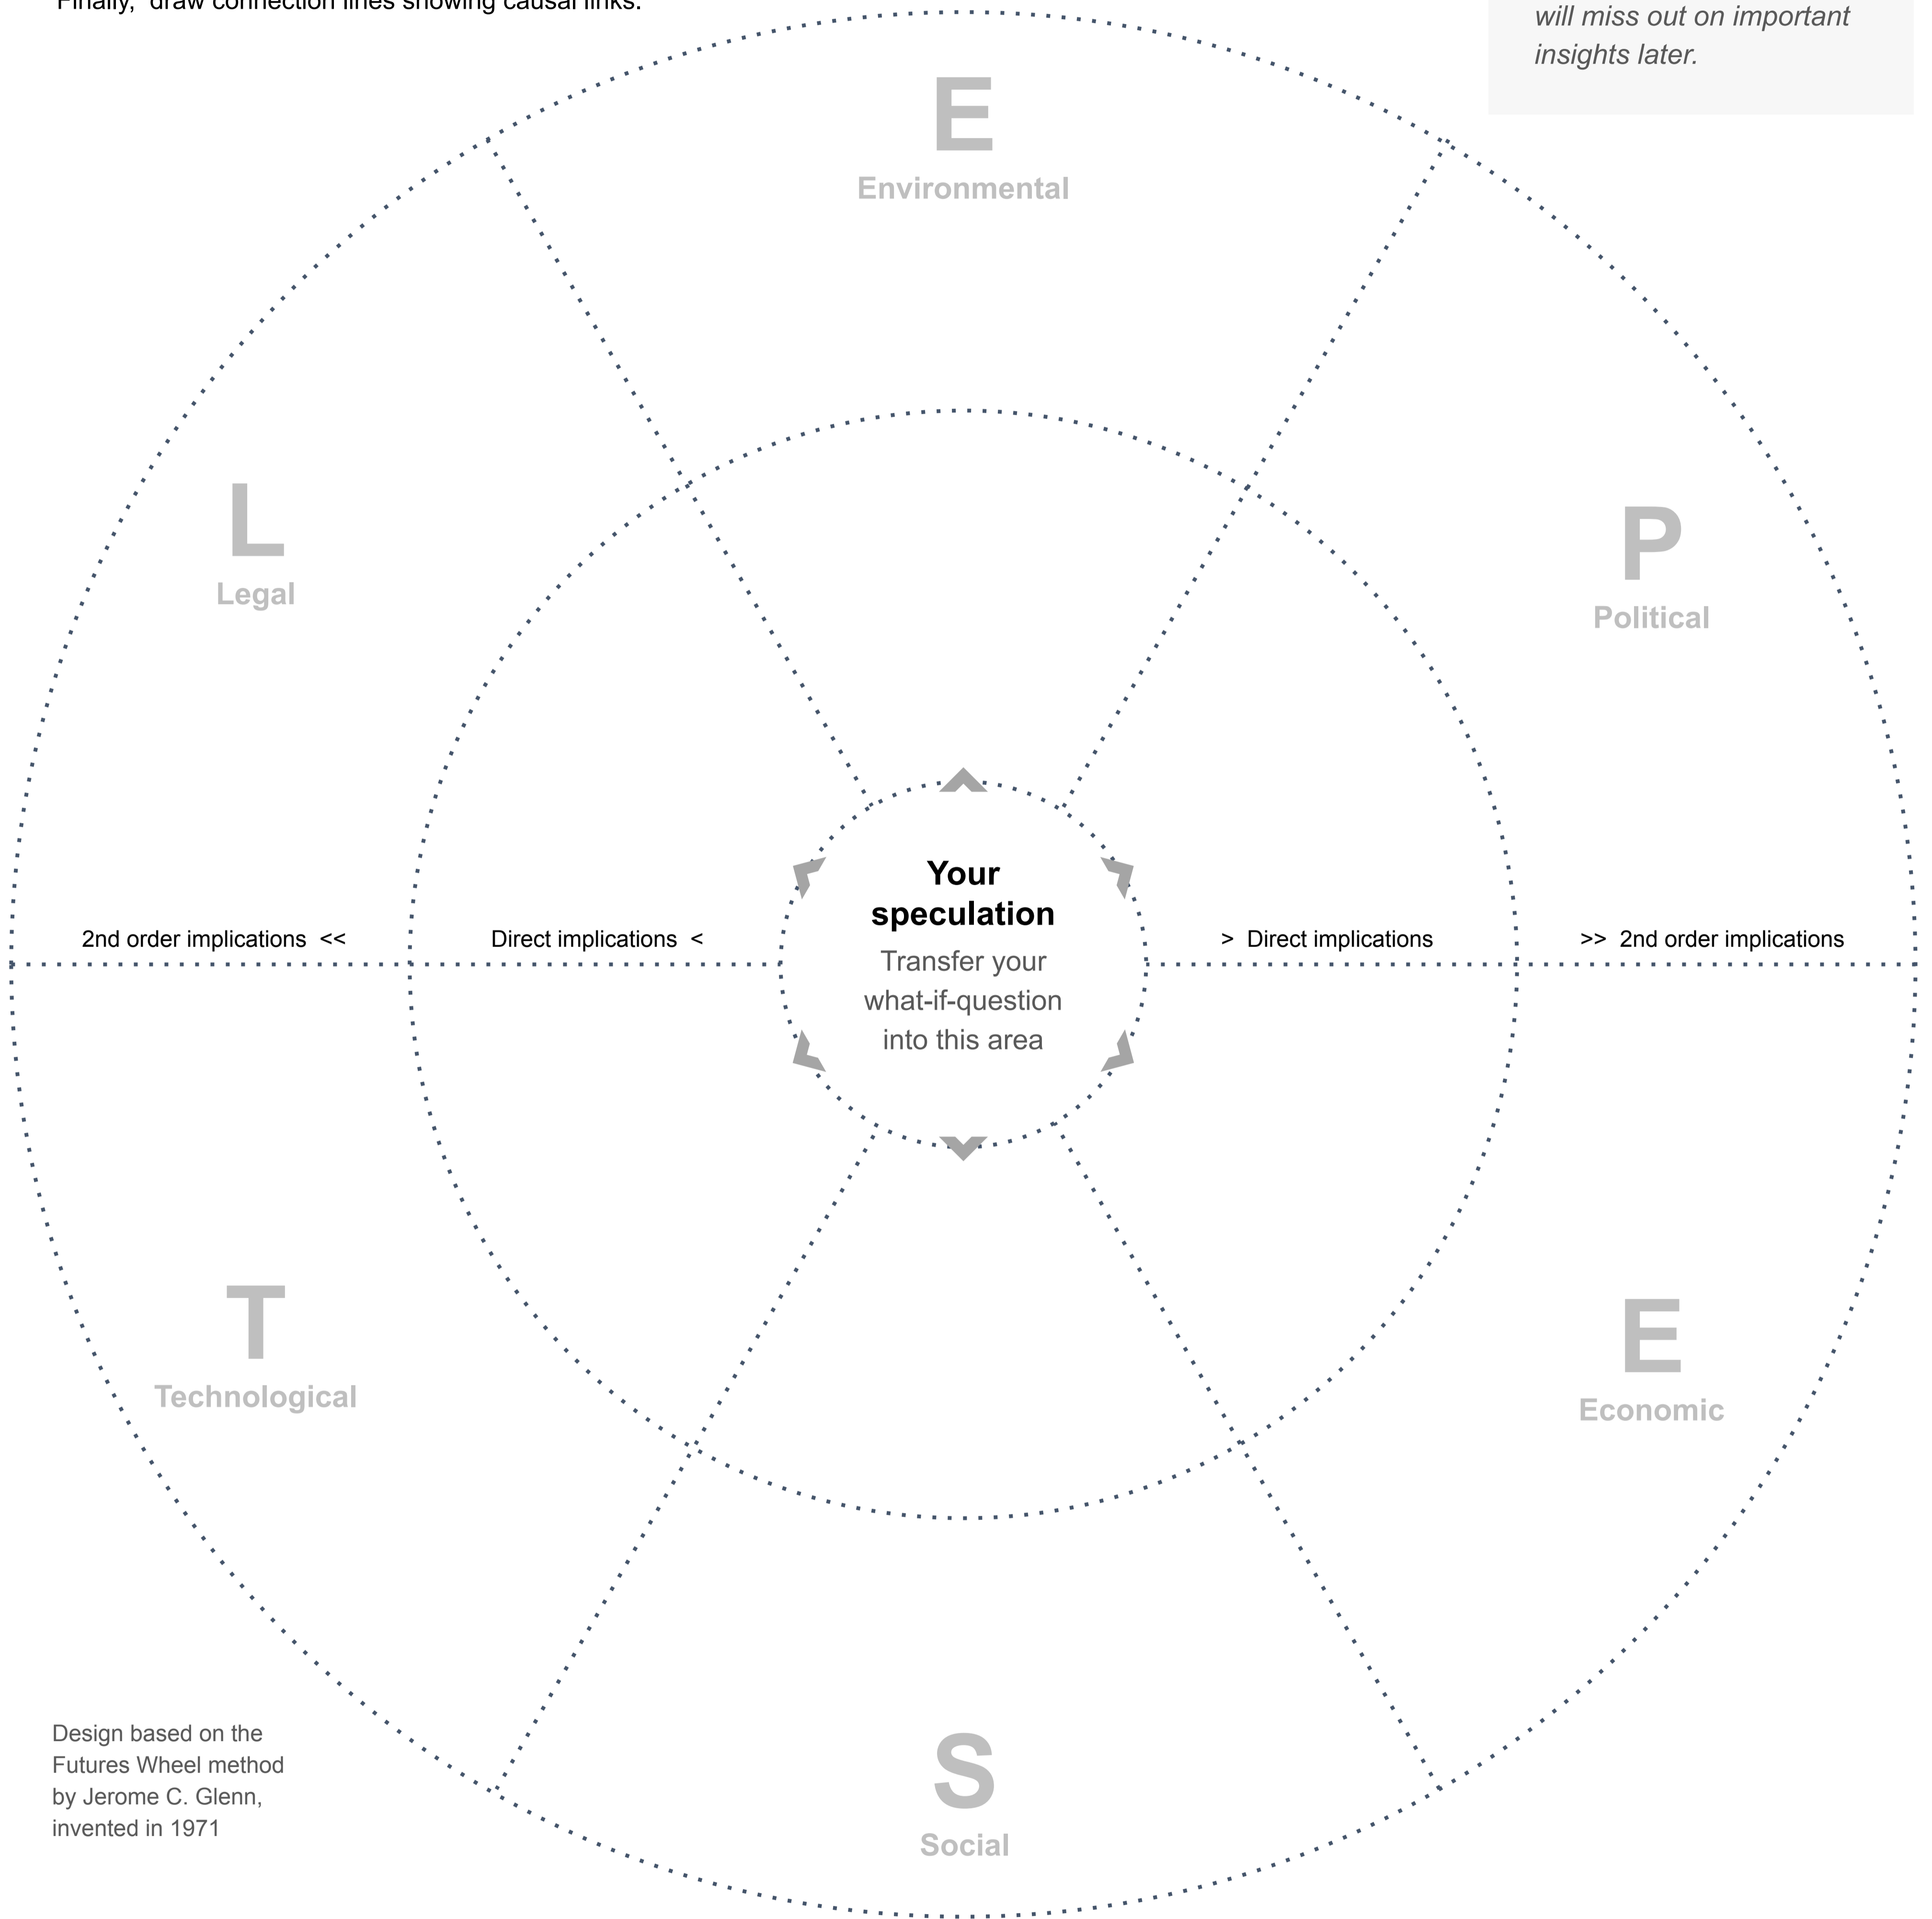 Finally,  draw connection lines showing causal links.
will miss out on important
insights later.
E
Environmental
L
Legal
P
Political
Your
speculation
Transfer your
what-if-question
into this area
2nd order implications  <<
Direct implications  <
>  Direct implications
>>  2nd order implications
T
Technological
E
Economic
S
Social
Design based on the
Futures Wheel method
by Jerome C. Glenn,
invented in 1971